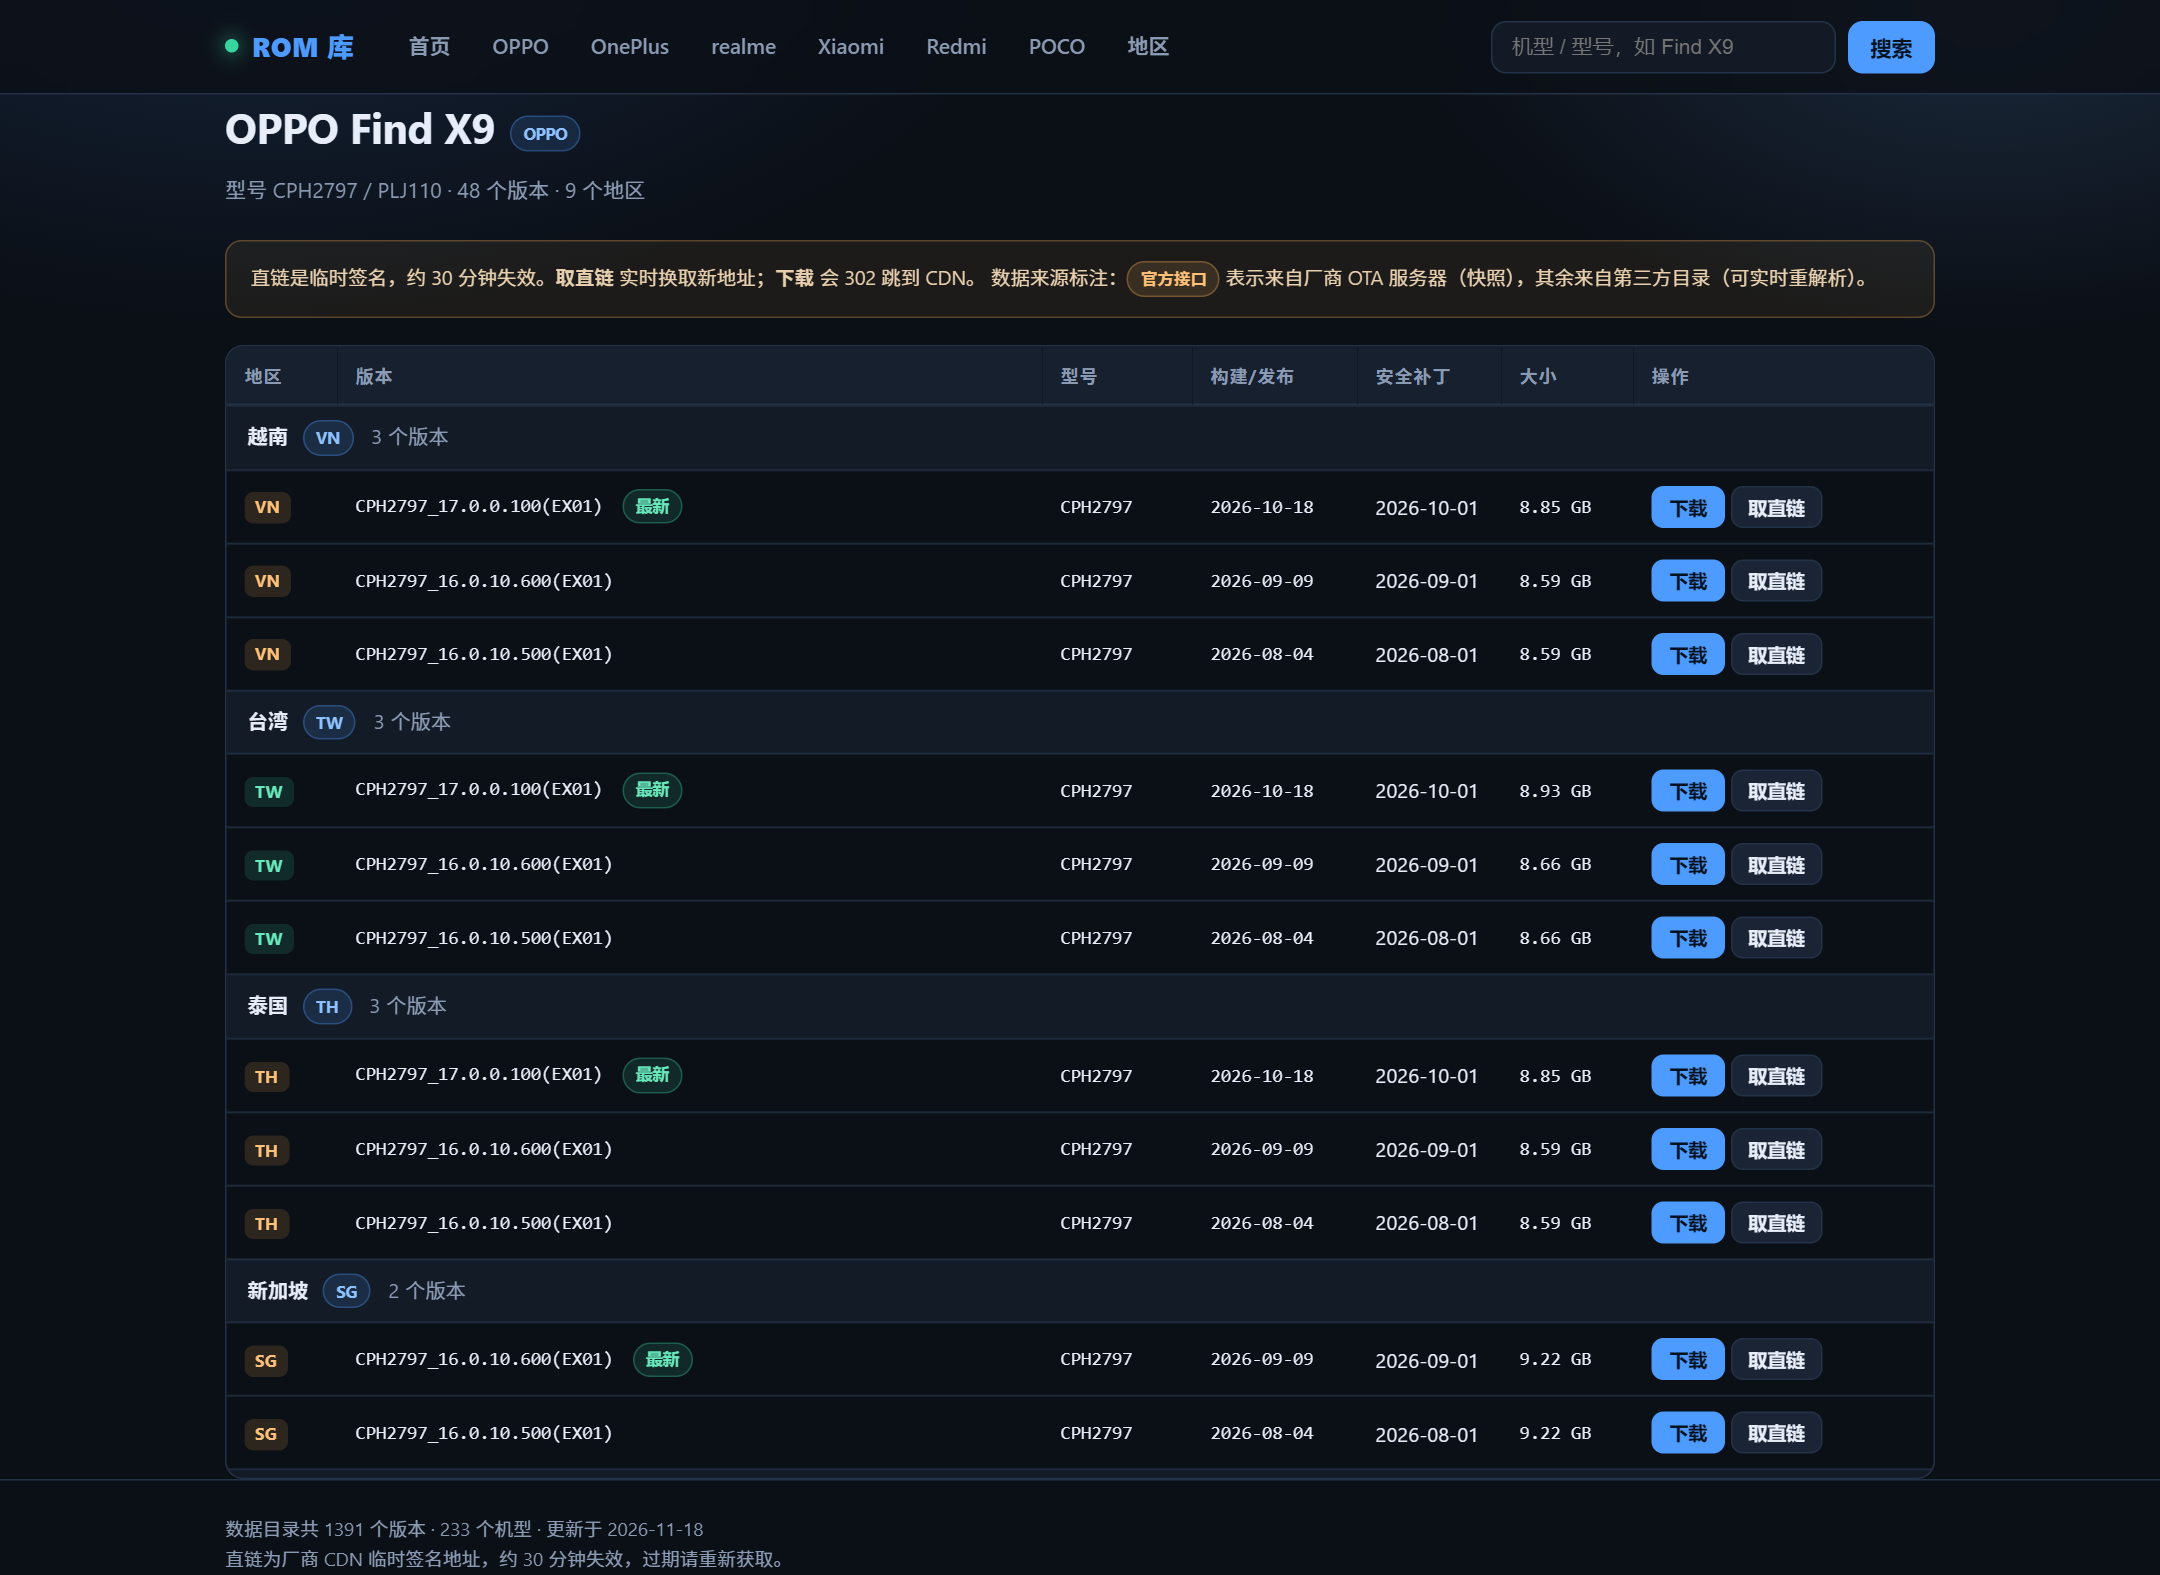 ROM 库 首页 OPPO OnePlus realme Xiaomi Redmi POCO 地区 机型 / 型号，如 Find X9 搜索
OPPO Find X9 OPPO
型号 CPH2797 / PLJ110 · 48 个版本 · 9 个地区
直链是临时签名，约 30 分钟失效。取直链 实时换取新地址；下载 会 302 跳到 CDN。 数据来源标注： 官方接口 表示来自厂商 OTA 服务器（快照），其余来自第三方目录（可实时重解析）。
地区 版本 型号 构建/发布 安全补丁 大小 操作
越南 VN 3 个版本
VN CPH2797_17.0.0.100(EX01) 最新 CPH2797 2026-10-18 2026-10-01 8.85 GB 下载 取直链
VN CPH2797_16.0.10.600(EX01) CPH2797 2026-09-09 2026-09-01 8.59 GB 下载 取直链
VN CPH2797_16.0.10.500(EX01) CPH2797 2026-08-04 2026-08-01 8.59 GB 下载 取直链
台湾 TW 3 个版本
TW CPH2797_17.0.0.100(EX01) 最新 CPH2797 2026-10-18 2026-10-01 8.93 GB 下载 取直链
TW CPH2797_16.0.10.600(EX01) CPH2797 2026-09-09 2026-09-01 8.66 GB 下载 取直链
TW CPH2797_16.0.10.500(EX01) CPH2797 2026-08-04 2026-08-01 8.66 GB 下载 取直链
泰国 TH 3 个版本
TH CPH2797_17.0.0.100(EX01) 最新 CPH2797 2026-10-18 2026-10-01 8.85 GB 下载 取直链
TH CPH2797_16.0.10.600(EX01) CPH2797 2026-09-09 2026-09-01 8.59 GB 下载 取直链
TH CPH2797_16.0.10.500(EX01) CPH2797 2026-08-04 2026-08-01 8.59 GB 下载 取直链
新加坡 SG 2 个版本
SG CPH2797_16.0.10.600(EX01) 最新 CPH2797 2026-09-09 2026-09-01 9.22 GB 下载 取直链
SG CPH2797_16.0.10.500(EX01) CPH2797 2026-08-04 2026-08-01 9.22 GB 下载 取直链
数据目录共 1391 个版本 · 233 个机型 · 更新于 2026-11-18
直链为厂商 CDN 临时签名地址，约 30 分钟失效，过期请重新获取。